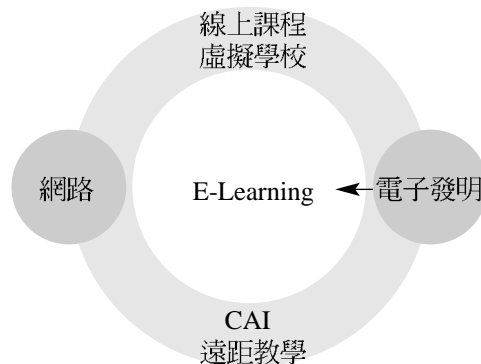 線上課程
虛擬學校
網路
E-Learning
電子發明
CAI
遠距教學